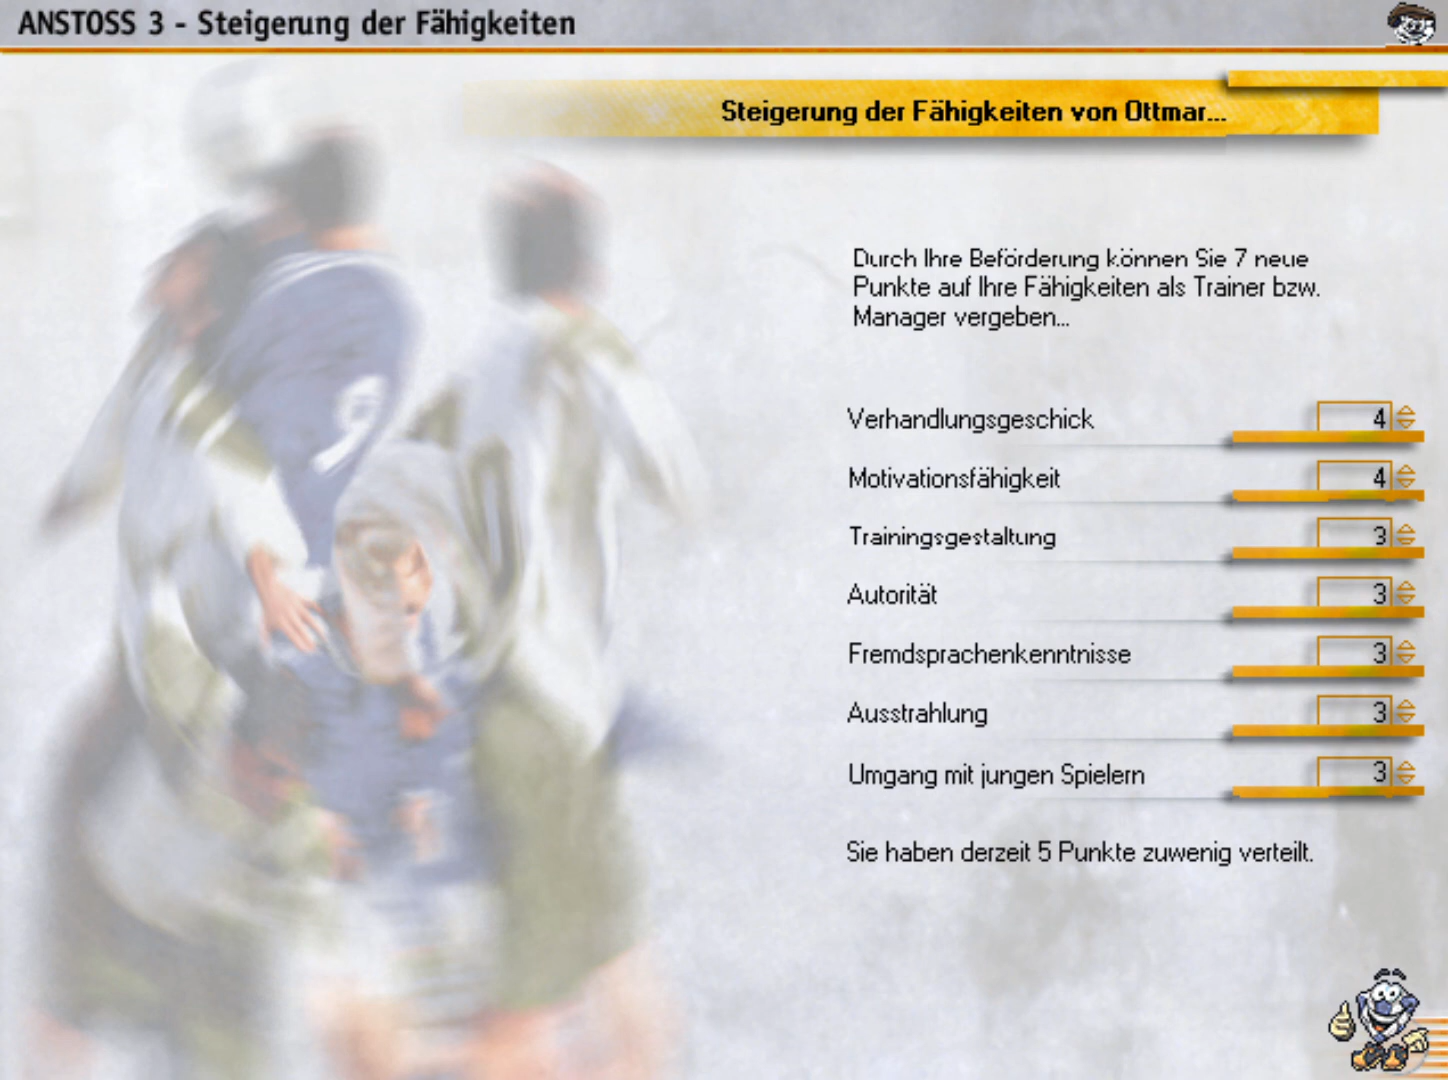 ANSTOSS 3 - Steigerung der Fähigkeiten
Steigerung der Fähigkeiten von Ottmar...
Durch Ihre Beförderung können Sie 7 neue
Punkte auf Ihre Fähigkeiten als Trainer bzw.
Manager vergeben...
Verhandlungsgeschick 4
Motivationsfähigkeit 4
Trainingsgestaltung 3
Autorität 3
Fremdsprachenkenntnisse 3
Ausstrahlung 3
Umgang mit jungen Spielern 3
Sie haben derzeit 5 Punkte zuwenig verteilt.
9